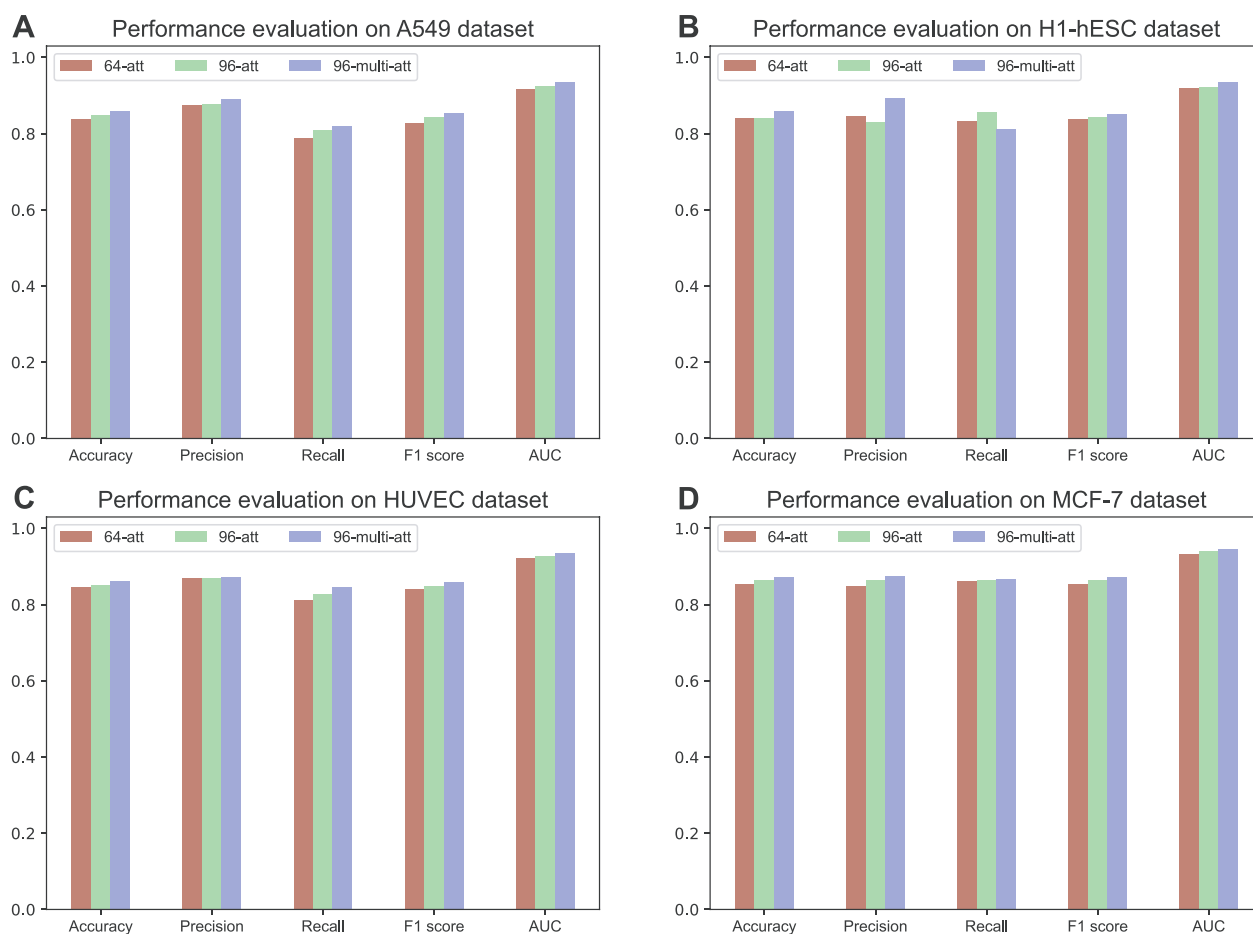 A Performance evaluation on A549 dataset
64-att 96-att 96-multi-att
1.0
0.8
0.6
0.4
0.2
0.0
Accuracy Precision Recall F1 score AUC
B Performance evaluation on H1-hESC dataset
64-att 96-att 96-multi-att
1.0
0.8
0.6
0.4
0.2
0.0
Accuracy Precision Recall F1 score AUC
C Performance evaluation on HUVEC dataset
64-att 96-att 96-multi-att
1.0
0.8
0.6
0.4
0.2
0.0
Accuracy Precision Recall F1 score AUC
D Performance evaluation on MCF-7 dataset
64-att 96-att 96-multi-att
1.0
0.8
0.6
0.4
0.2
0.0
Accuracy Precision Recall F1 score AUC